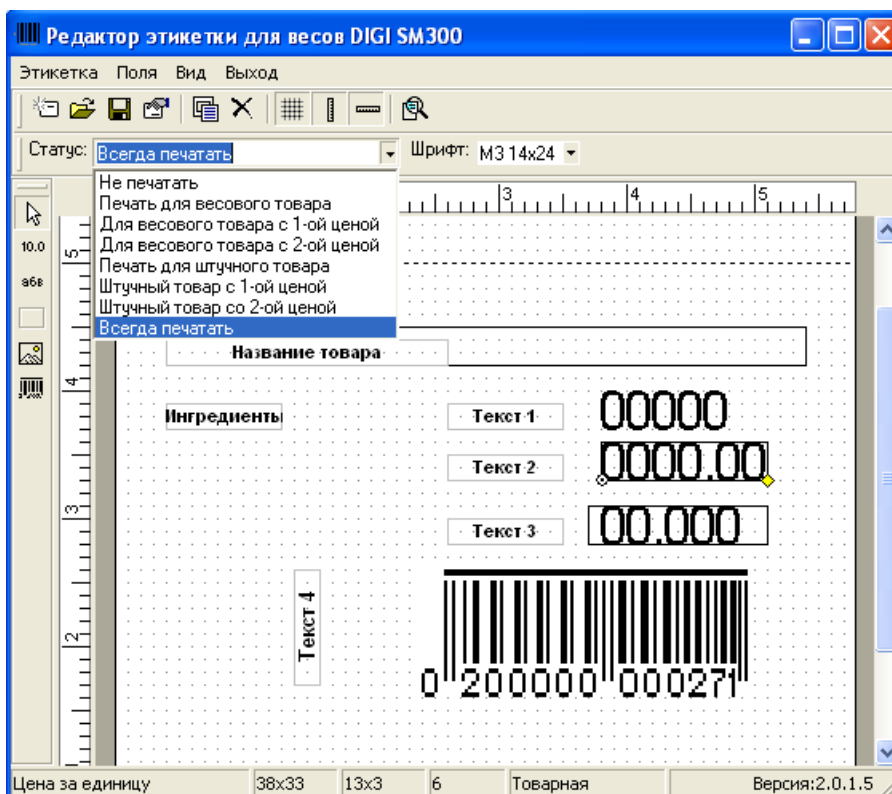 Редактор этикетки для весов DIGI SM300
Этикетка Поля Вид Выход
Статус: Всегда печатать Шрифт: M3 14x24
Не печатать
Печать для весового товара
Для весового товара с 1-ой ценой
Для весового товара с 2-ой ценой
Печать для штучного товара
Штучный товар с 1-ой ценой
Штучный товар со 2-ой ценой
Всегда печатать
3 4 5
10.0
абв
5
4
3
2
Название товара
Ингредиенты
Текст 1 00000
Текст 2 0000.00
Текст 3 00.000
Текст 4
0 200000 000271
Цена за единицу 38x33 13x3 6 Товарная Версия:2.0.1.5